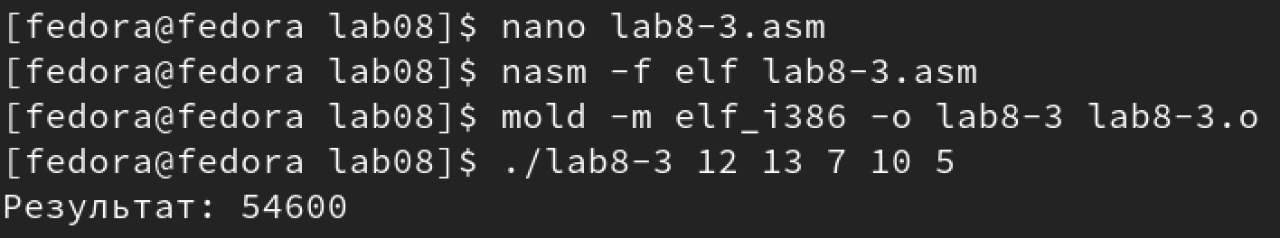 [fedora@fedora lab08]$ nano lab8-3.asm
[fedora@fedora lab08]$ nasm -f elf lab8-3.asm
[fedora@fedora lab08]$ mold -m elf_i386 -o lab8-3 lab8-3.o
[fedora@fedora lab08]$ ./lab8-3 12 13 7 10 5
Результат: 54600